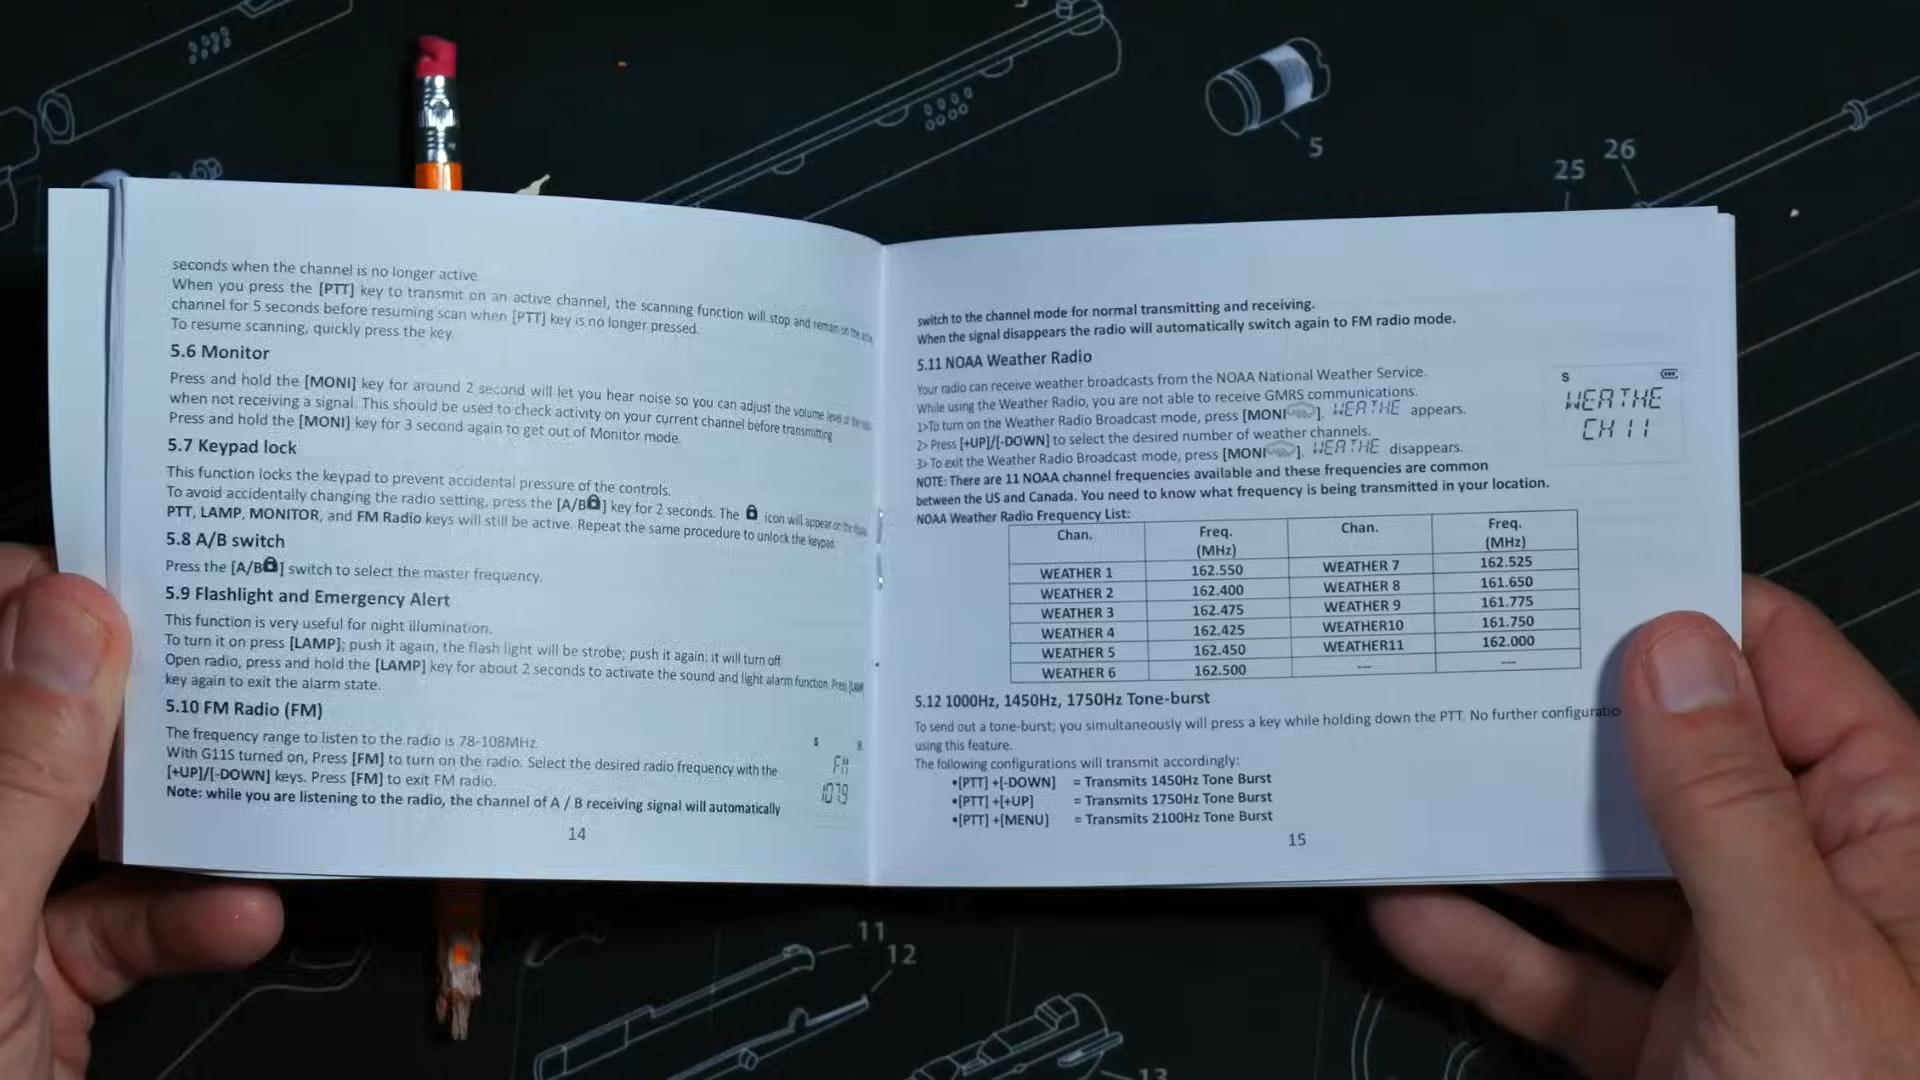 seconds when the channel is no longer active
When you press the [PTT] key to transmit on an active channel, the scanning function will stop and remain on the
channel for 5 seconds before resuming scan when [PTT] key is no longer pressed.
To resume scanning, quickly press the key.
5.6 Monitor
Press and hold the [MONI] key for around 2 second will let you hear noise so you can adjust the volume level of the
when not receiving a signal. This should be used to check activity on your current channel before transmitting
Press and hold the [MONI] key for 3 second again to get out of Monitor mode.
5.7 Keypad lock
This function locks the keypad to prevent accidental pressure of the controls.
To avoid accidentally changing the radio setting, press the [A/B] key for 2 seconds. The icon will appear on the
PTT, LAMP, MONITOR, and FM Radio keys will still be active. Repeat the same procedure to unlock the keypad.
5.8 A/B switch
Press the [A/B] switch to select the master frequency.
5.9 Flashlight and Emergency Alert
This function is very useful for night illumination.
To turn it on press [LAMP]; push it again, the flash light will be strobe; push it again; it will turn off
Open radio, press and hold the [LAMP] key for about 2 seconds to activate the sound and light alarm function. Press
key again to exit the alarm state.
5.10 FM Radio (FM)
The frequency range to listen to the radio is 78-108MHz.
With G11S turned on, Press [FM] to turn on the radio. Select the desired radio frequency with the
[+UP]/[-DOWN] keys. Press [FM] to exit FM radio.
Note: while you are listening to the radio, the channel of A / B receiving signal will automatically
S
FM
107.9
14
switch to the channel mode for normal transmitting and receiving.
When the signal disappears the radio will automatically switch again to FM radio mode.
5.11 NOAA Weather Radio
Your radio can receive weather broadcasts from the NOAA National Weather Service.
While using the Weather Radio, you are not able to receive GMRS communications.
1>To turn on the Weather Radio Broadcast mode, press [MONI]. WEATHE appears.
2> Press [+UP]/[-DOWN] to select the desired number of weather channels.
3> To exit the Weather Radio Broadcast mode, press [MONI]. WEATHE disappears.
NOTE: There are 11 NOAA channel frequencies available and these frequencies are common
between the US and Canada. You need to know what frequency is being transmitted in your location.
S
WEATHE
CH 11
NOAA Weather Radio Frequency List:
Chan. Freq. (MHz) Chan. Freq. (MHz)
WEATHER 1 162.550 WEATHER 7 162.525
WEATHER 2 162.400 WEATHER 8 161.650
WEATHER 3 162.475 WEATHER 9 161.775
WEATHER 4 162.425 WEATHER10 161.750
WEATHER 5 162.450 WEATHER11 162.000
WEATHER 6 162.500 --- ---
5.12 1000Hz, 1450Hz, 1750Hz Tone-burst
To send out a tone-burst; you simultaneously will press a key while holding down the PTT. No further
using this feature.
The following configurations will transmit accordingly:
•[PTT] +[-DOWN] = Transmits 1450Hz Tone Burst
•[PTT] +[+UP] = Transmits 1750Hz Tone Burst
•[PTT] +[MENU] = Transmits 2100Hz Tone Burst
15
5
25
26
11
12
13